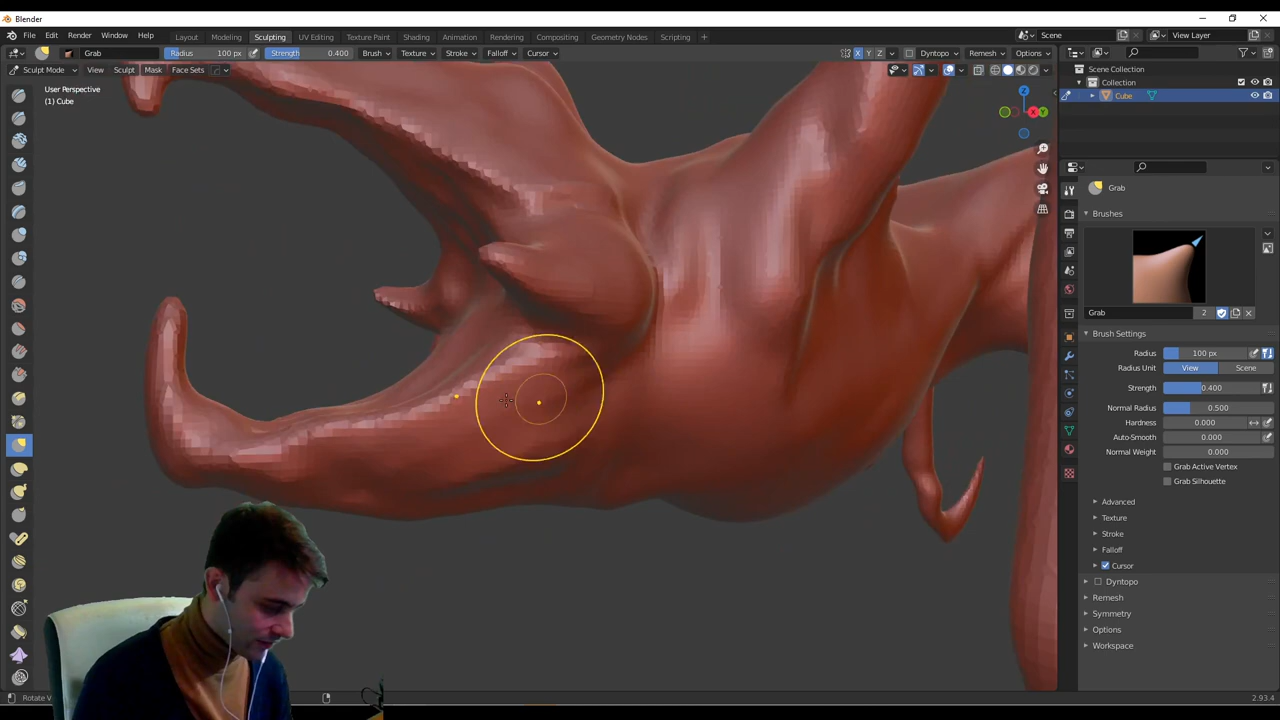 Blender
File Edit Render Window Help Layout Modeling Sculpting UV Editing Texture Paint Shading Animation Rendering Compositing Geometry Nodes Scripting + Scene View Layer
Grab Radius 100 px Strength 0.400 Brush Texture Stroke Falloff Cursor X Y Z Dyntopo Remesh Options
Sculpt Mode View Sculpt Mask Face Sets
User Perspective
(1) Cube
Z
X Y
Scene Collection
Collection
Cube
Grab
Brushes
Grab 2
Brush Settings
Radius 100 px
Radius Unit View Scene
Strength 0.400
Normal Radius 0.500
Hardness 0.000
Auto-Smooth 0.000
Normal Weight 0.000
Grab Active Vertex
Grab Silhouette
Advanced
Texture
Stroke
Falloff
Cursor
Dyntopo
Remesh
Symmetry
Options
Workspace
Rotate V
2.93.4